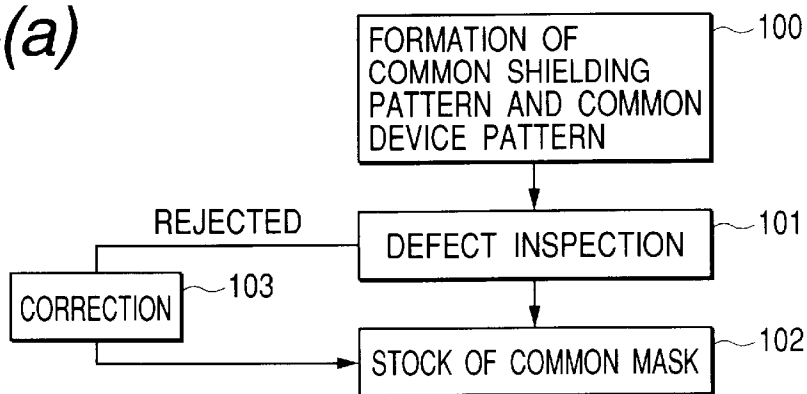 (a)
FORMATION OF
COMMON SHIELDING
PATTERN AND COMMON
DEVICE PATTERN
100
REJECTED
DEFECT INSPECTION
101
CORRECTION
103
STOCK OF COMMON MASK
102